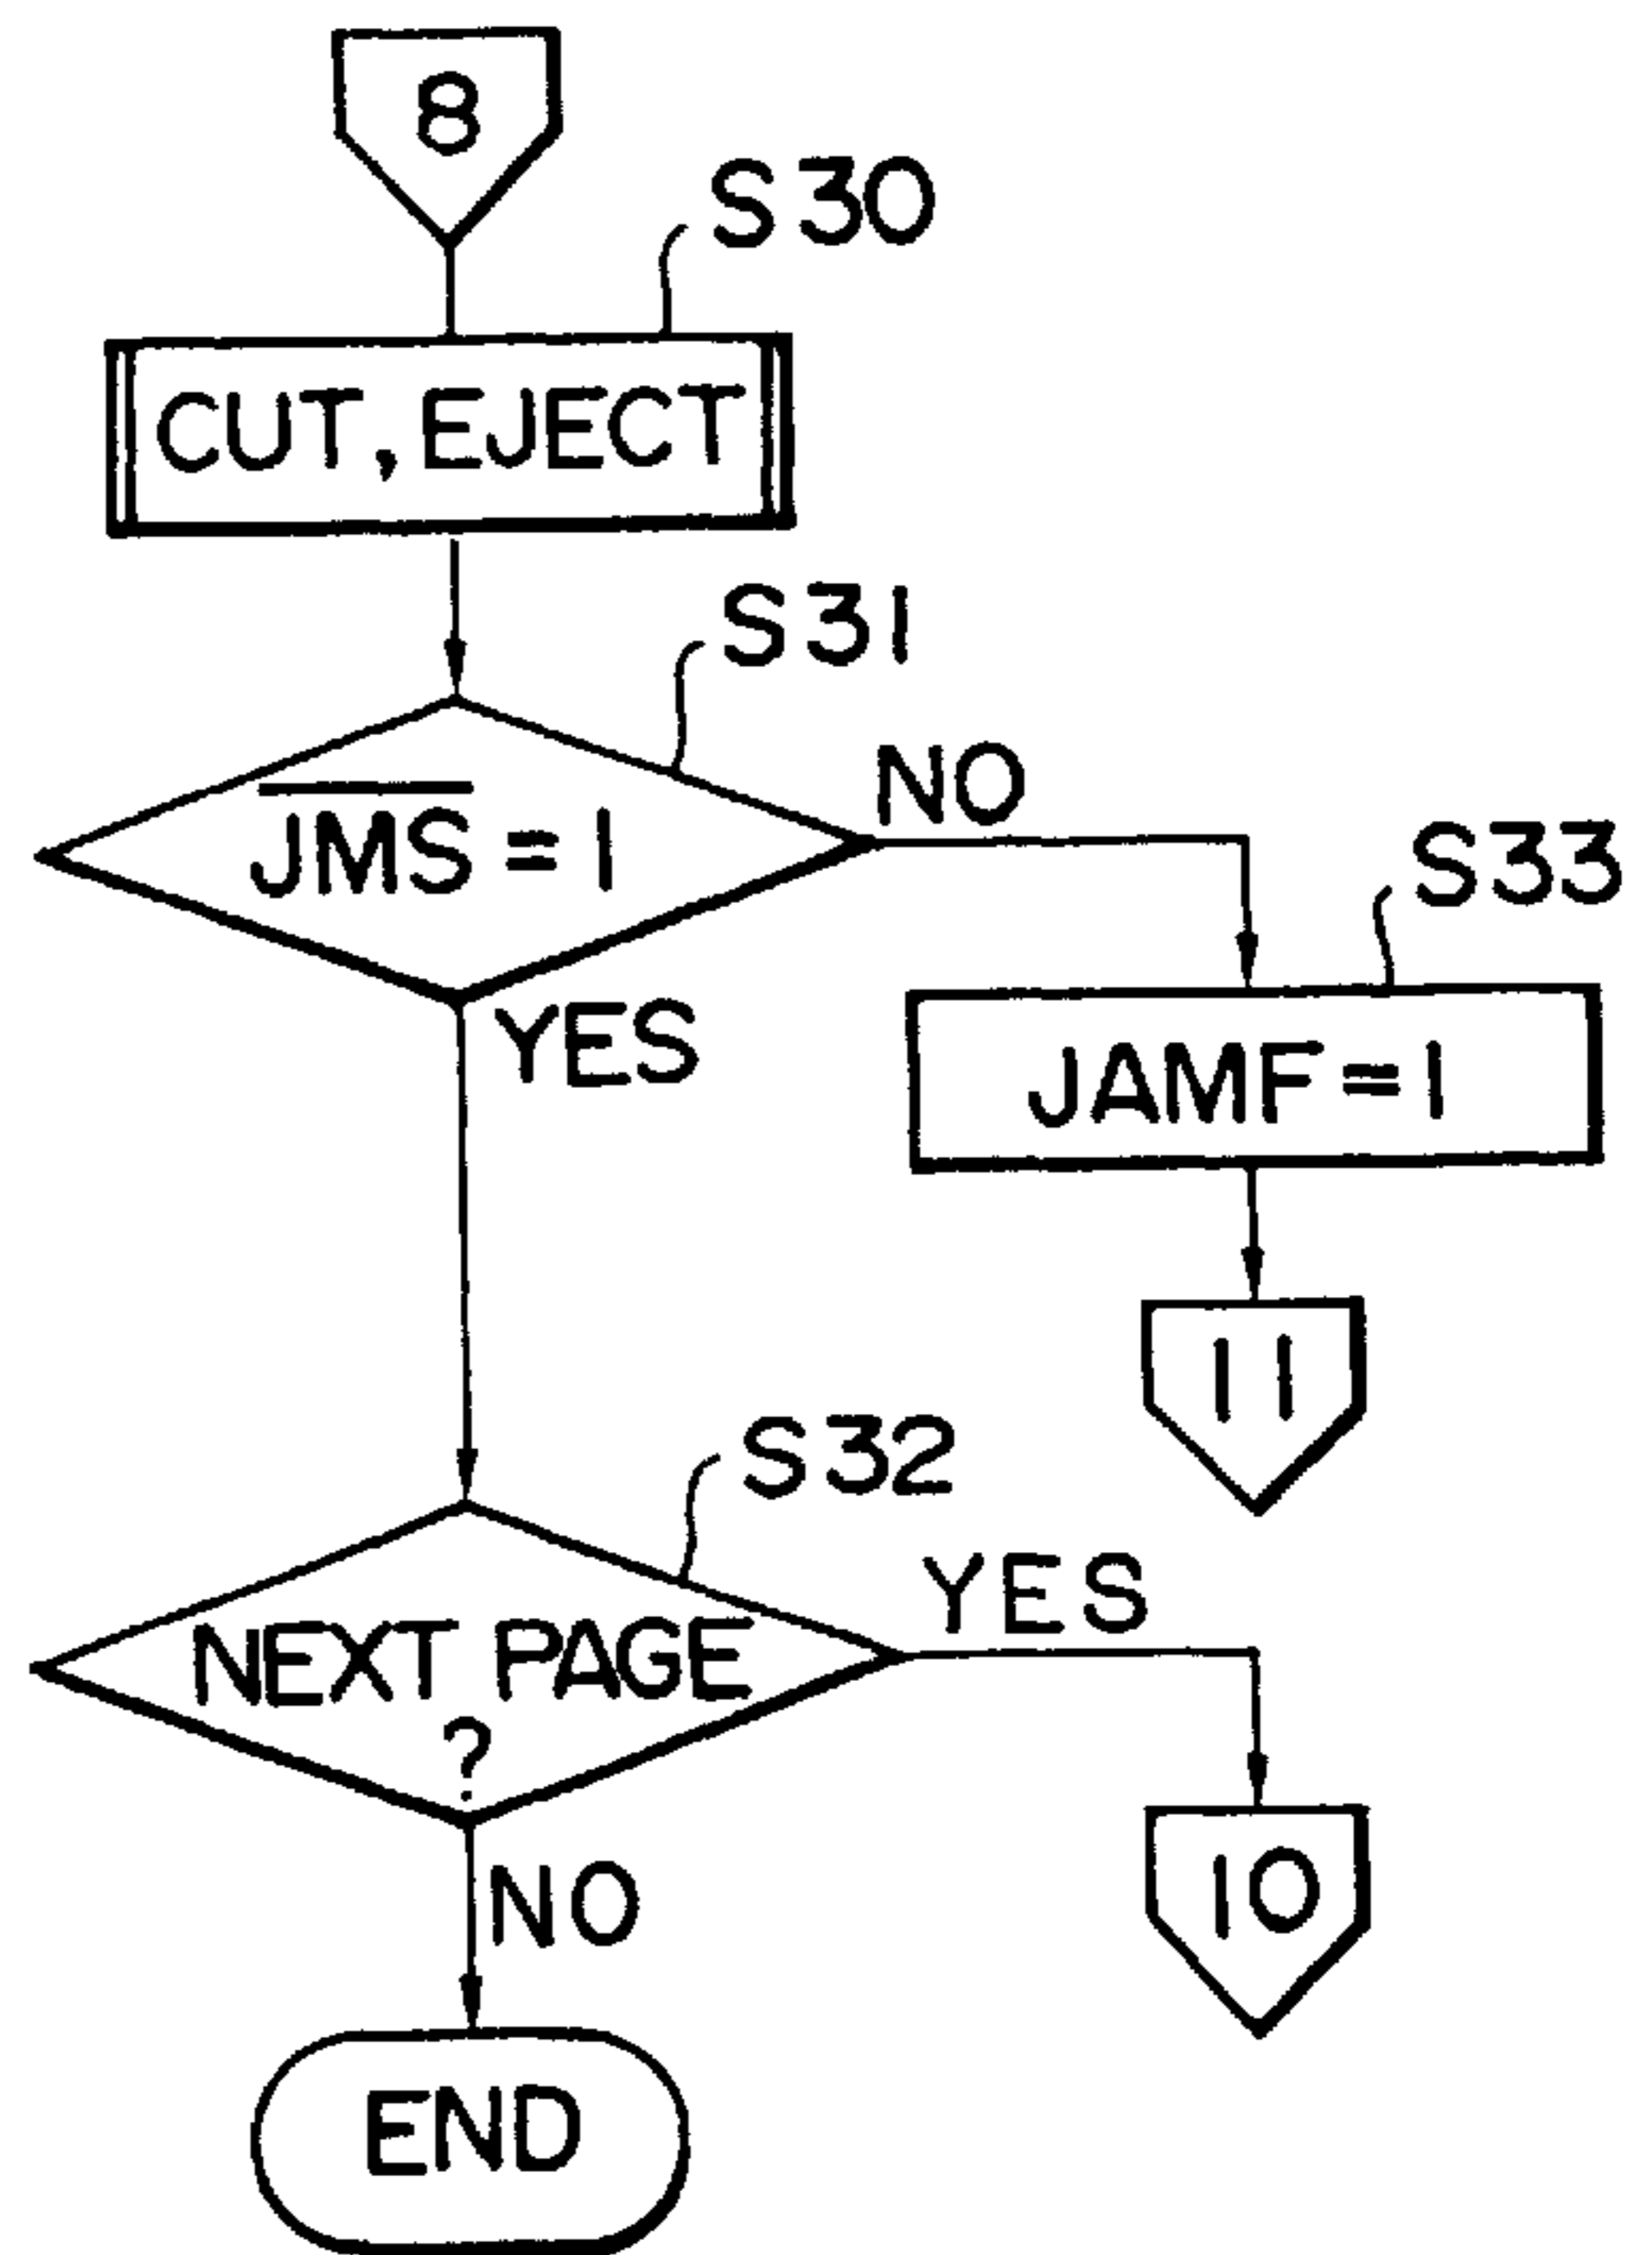 8
S30
CUT, EJECT
S31
J̅M̅S̅ = 1
NO
S33
YES
JAMF = 1
11
S32
NEXT PAGE
?
YES
10
NO
END